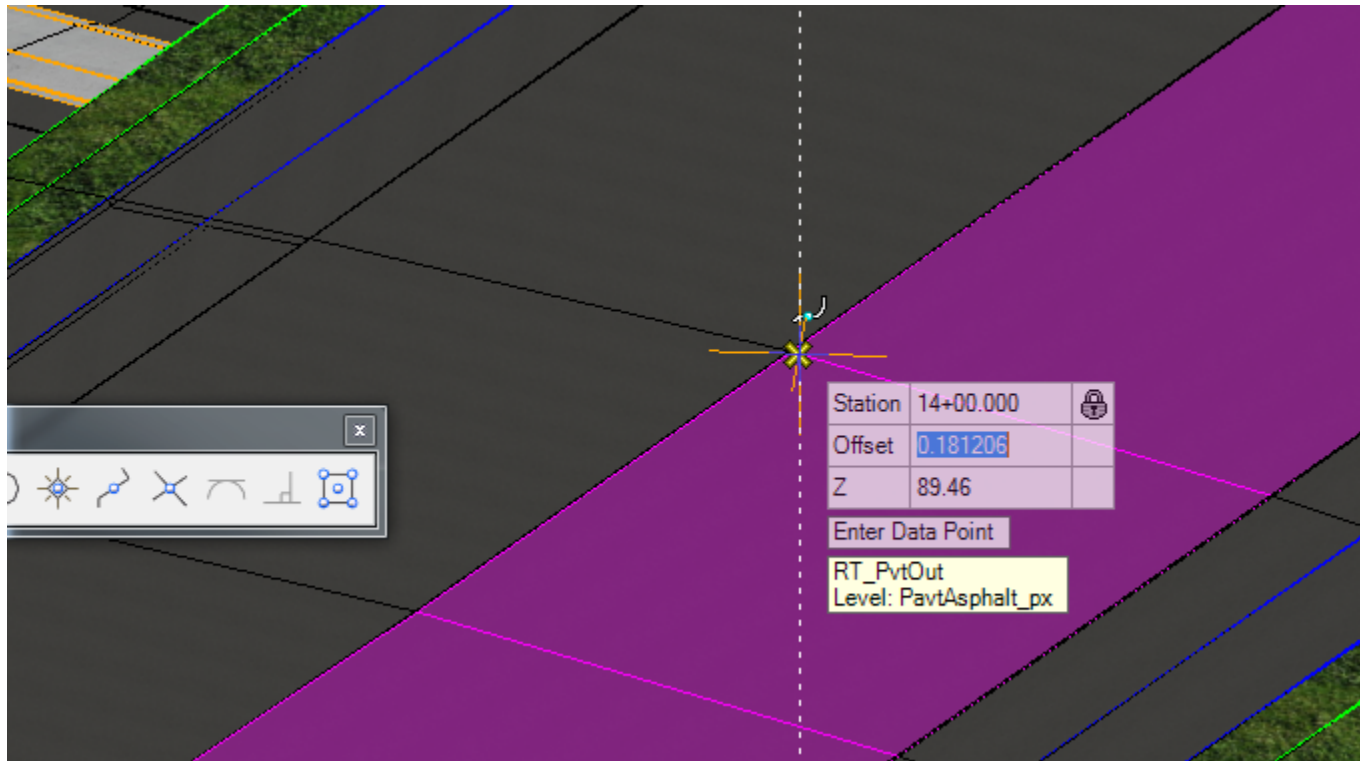 Station 14+00.000
Offset 0.181206
Z 89.46
Enter Data Point
RT_PvtOut
Level: PavtAsphalt_px